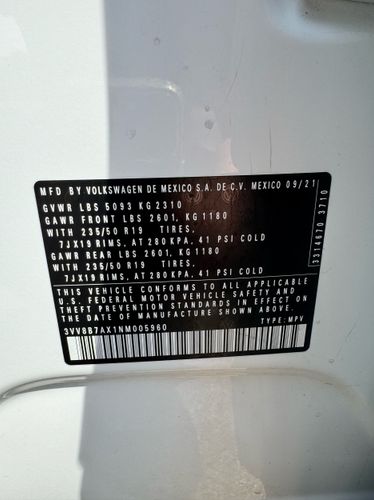 MFD BY VOLKSWAGEN DE MEXICO S.A. DE C.V. MEXICO 09/21
GVWR LBS 5093 KG 2310
GAWR FRONT LBS 2601, KG 1180
WITH 235/50 R19 TIRES.
7JX19 RIMS, AT 280 KPA, 41 PSI COLD
GAWR REAR LBS 2601, KG 1180
WITH 235/50 R19 TIRES.
7JX19 RIMS, AT 280 KPA, 41 PSI COLD
THIS VEHICLE CONFORMS TO ALL APPLICABLE
U.S. FEDERAL MOTOR VEHICLE SAFETY AND
THEFT PREVENTION STANDARDS IN EFFECT ON
THE DATE OF MANUFACTURE SHOWN ABOVE.
3VV8B7AX1NM005960 TYPE: MPV
3314670 3710